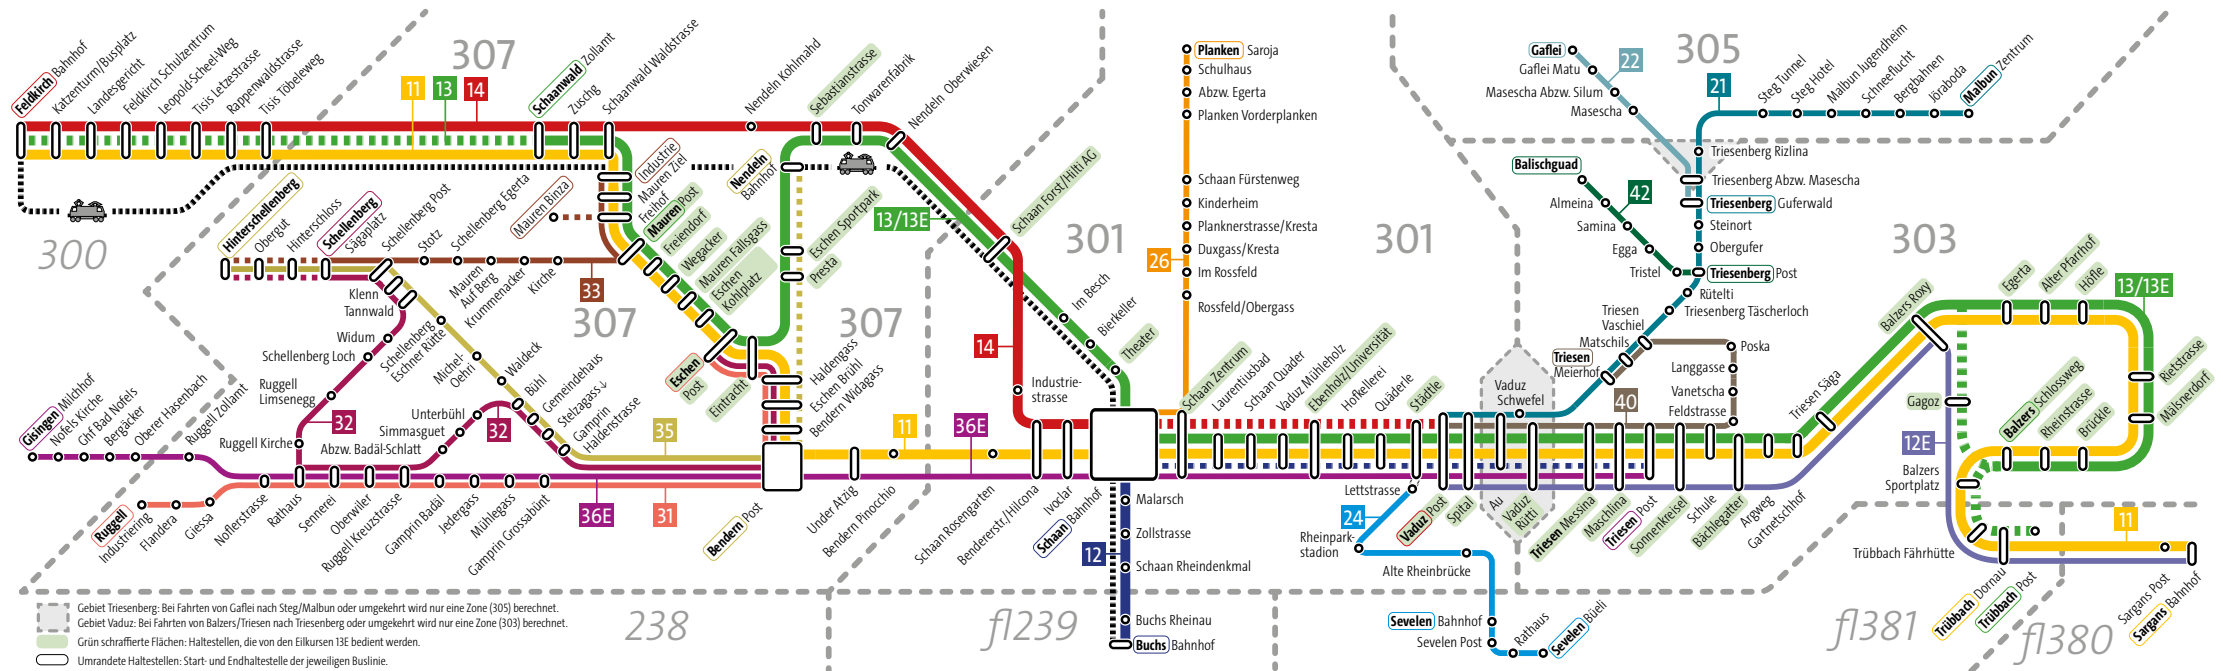 Feldkirch Bahnhof
Katzenturm/Busplatz
Landesgericht
Feldkirch Schulzentrum
Leopold-Scheel-Weg
Tisis Letzestrasse
Rappenwaldstrasse
Tisis Töbeleweg
307
11
13
14
Schaanwald Zollamt
Zuschg
Schaanwald Waldstrasse
Nendeln Kohlmahd
Sebastianstrasse
Tonwarenfabrik
Nendeln Oberwiesen
Industrie
Mauren Ziel
Freihof
Mauren Binza
Mauren Post
Freiendorf
Wegacker
Mauren Fallsgass
Eschen
Kohlplatz
Nendeln
Bahnhof
Eschen Sportpark
Presta
13/13E
Schaan Forst/Hilti AG
300
Hinterschellenberg
Obergut
Hinterschloss
Schellenberg
Sägaplatz
Schellenberg Post
Stotz
Schellenberg Egerta
Mauren
Auf Berg
Krummenacker
Kirche
33
307
307
Klenn
Tannwald
Widum
Schellenberg Loch
Ruggell
Limsenegg
32
Ruggell Kirche
Schellenberg
Eschner Rütte
Michel-
Oehri
Waldeck
Bühl
Gemeindehaus
Stelzagass↓
Gamprin
Haldenstrasse
Unterbühl
Simmasguet
Abzw. Badäl-Schlatt
32
35
Eschen
Post
Eintracht
Haldengass
Eschen Brühl
Bendern Widagass
Gisingen Milchhof
Nofels Kirche
Ghf Bad Nofels
Bergäcker
Oberer Hasenbach
Ruggell Zollamt
Ruggell
Industriering
Flandera
Giessa
Noflerstrasse
Rathaus
Sennerei
Oberwiler
Ruggell Kreuzstrasse
Gamprin Badäl
Jedergass
Mühlegass
Gamprin Grossabünt
36E
31
Bendern Post
Under Atzig
Bendern Pinocchio
11
36E
Schaan Rosengarten
Bendererstr./Hilcona
Ivoclar
Schaan Bahnhof
14
Industrie-
strasse
Im Besch
Bierkeller
Theater
301
Planken Saroja
Schulhaus
Abzw. Egerta
Planken Vorderplanken
Schaan Fürstenweg
Kinderheim
Planknerstrasse/Kresta
Duxgass/Kresta
Im Rossfeld
Rossfeld/Obergass
26
301
Schaan Zentrum
Laurentiusbad
Schaan Quader
Vaduz Mühleholz
Ebenholz/Universität
Hofkellerei
Quäderle
Städtle
12
Malarsch
Zollstrasse
Schaan Rheindenkmal
Buchs Rheinau
Buchs Bahnhof
Lettstrasse
24
Rheinpark-
stadion
Alte Rheinbrücke
Sevelen Bahnhof
Sevelen Post
Rathaus
Sevelen Büeli
Vaduz Post
Spital
Au
Vaduz
Rütti
Vaduz
Schwefel
Triesen Messina
Maschlina
Triesen Post
Sonnenkreisel
Schule
Bächlegatter
Argweg
Gartnetschhof
Gaflei
Gaflei Matu
Masescha Abzw. Silum
Masescha
22
305
21
Steg Tunnel
Steg Hotel
Malbun Jugendheim
Schneeflucht
Bergbahnen
Jöraboda
Malbun Zentrum
Triesenberg Rizlina
Triesenberg Abzw. Masescha
Triesenberg Guferwald
Steinort
Obergufer
Triesenberg Post
Rütelti
Triesenberg Täscherloch
Balischguad
42
Almeina
Samina
Egga
Tristel
Triesen
Vaschiel
Matschils
Triesen
Meierhof
Poska
Langgasse
Vanetscha
Feldstrasse
40
303
Triesen Säga
Balzers Roxy
Egerta
Alter Pfarrhof
Höfle
13/13E
Rietstrasse
Mälsnerdorf
Balzers Schlossweg
Rheinstrasse
Brückle
Gagoz
12E
Balzers
Sportplatz
Trübbach Fährhütte
Trübbach Dornau
Trübbach Post
11
Sargans Post
Sargans Bahnhof
238
fl239
fl381
fl380
Gebiet Triesenberg: Bei Fahrten von Gaflei nach Steg/Malbun oder umgekehrt wird nur eine Zone (305) berechnet.
Gebiet Vaduz: Bei Fahrten von Balzers/Triesen nach Triesenberg oder umgekehrt wird nur eine Zone (303) berechnet.
Grün schraffierte Flächen: Haltestellen, die von den Eilkursen 13E bedient werden.
Umrandete Haltestellen: Start- und Endhaltestelle der jeweiligen Buslinie.